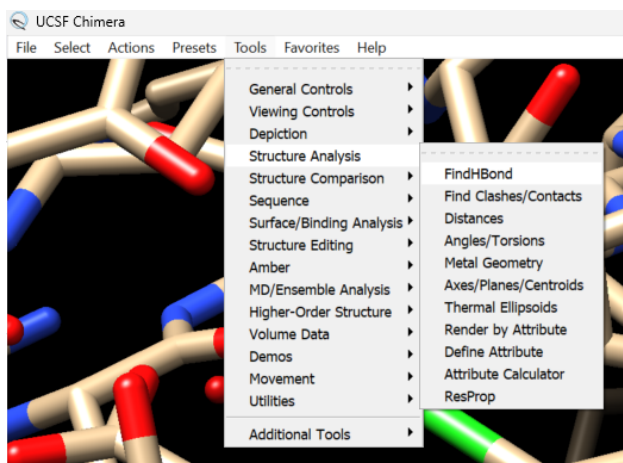 UCSF Chimera
File Select Actions Presets Tools Favorites Help
General Controls
Viewing Controls
Depiction
Structure Analysis
Structure Comparison
Sequence
Surface/Binding Analysis
Structure Editing
Amber
MD/Ensemble Analysis
Higher-Order Structure
Volume Data
Demos
Movement
Utilities
Additional Tools
FindHBond
Find Clashes/Contacts
Distances
Angles/Torsions
Metal Geometry
Axes/Planes/Centroids
Thermal Ellipsoids
Render by Attribute
Define Attribute
Attribute Calculator
ResProp